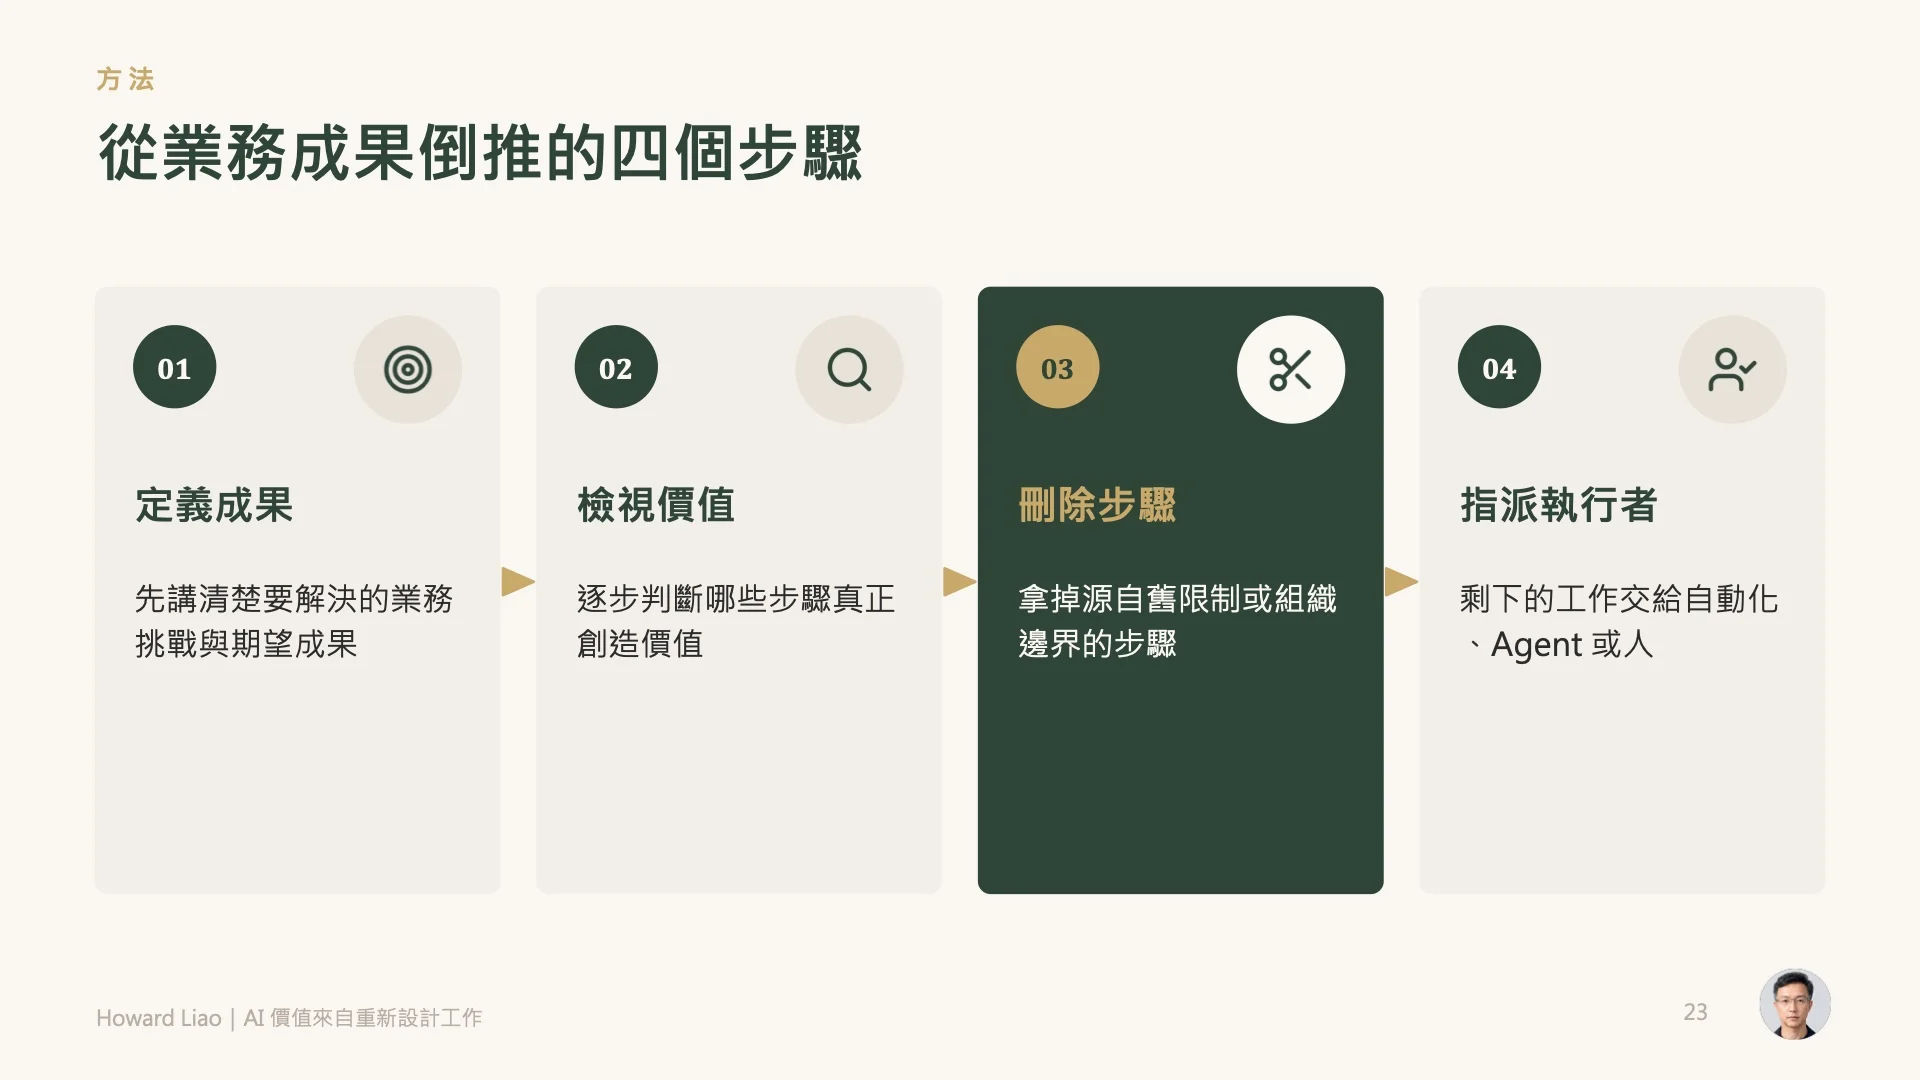 方法
從業務成果倒推的四個步驟
01
定義成果
先講清楚要解決的業務
挑戰與期望成果
02
檢視價值
逐步判斷哪些步驟真正
創造價值
03
刪除步驟
拿掉源自舊限制或組織
邊界的步驟
04
指派執行者
剩下的工作交給自動化
、Agent 或人
Howard Liao｜AI 價值來自重新設計工作
23